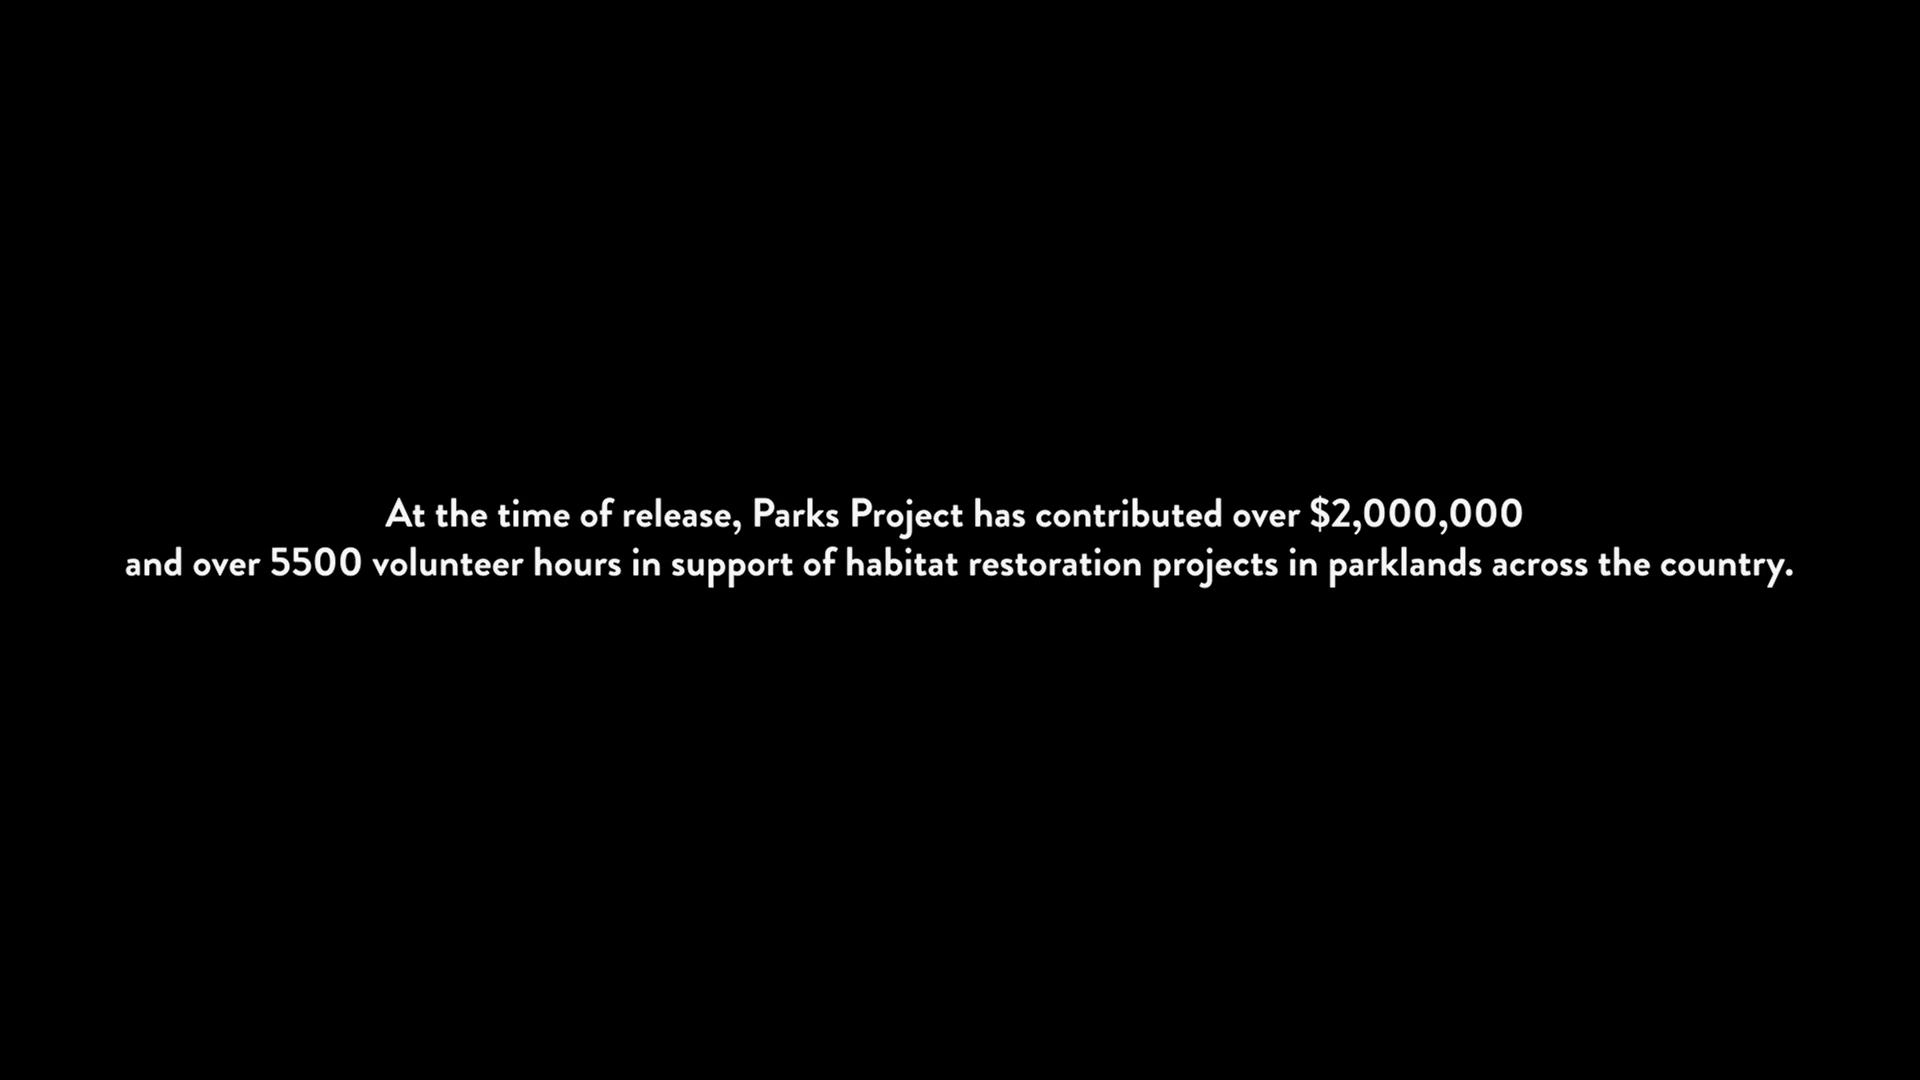 At the time of release, Parks Project has contributed over $2,000,000
and over 5500 volunteer hours in support of habitat restoration projects in parklands across the country.